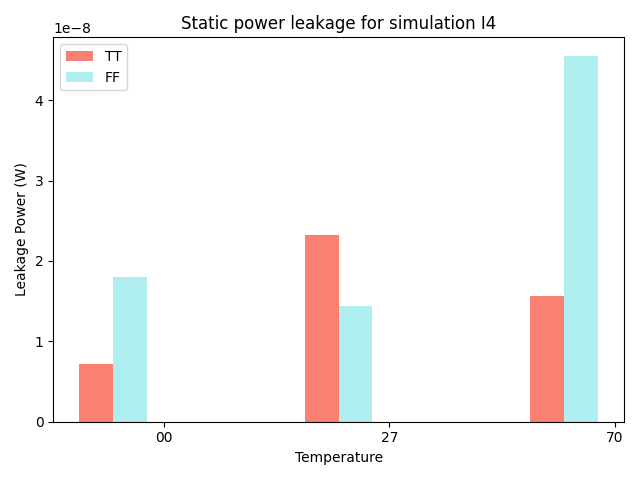 Static power leakage for simulation I4
1e−8
TT
FF
4
3
2
1
0
Leakage Power (W)
00
27
70
Temperature